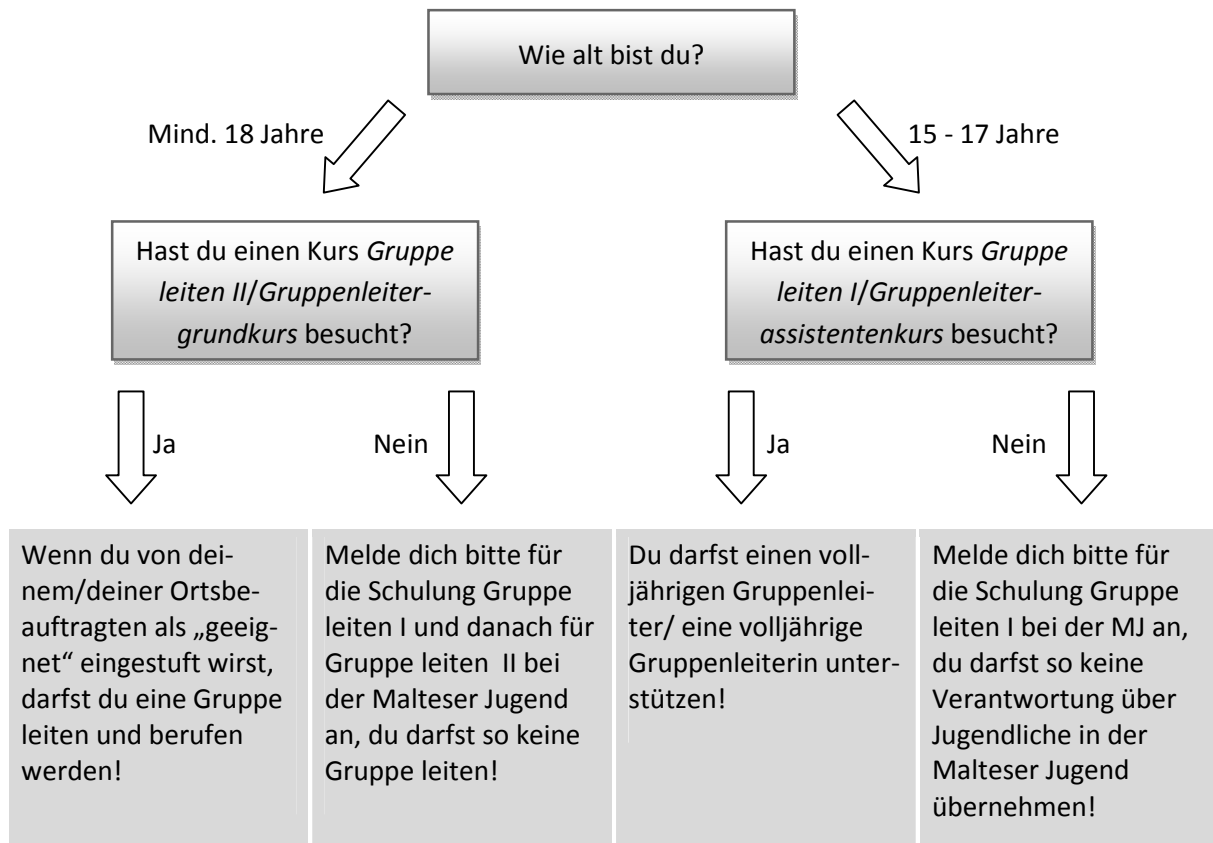 Wie alt bist du?
Mind. 18 Jahre
15 - 17 Jahre
Hast du einen Kurs Gruppe
leiten II/Gruppenleiter-
grundkurs besucht?
Hast du einen Kurs Gruppe
leiten I/Gruppenleiter-
assistentenkurs besucht?
Ja
Nein
Ja
Nein
Wenn du von dei-
nem/deiner Ortsbe-
auftragten als „geeig-
net“ eingestuft wirst,
darfst du eine Gruppe
leiten und berufen
werden!
Melde dich bitte für
die Schulung Gruppe
leiten I und danach für
Gruppe leiten II bei
der Malteser Jugend
an, du darfst so keine
Gruppe leiten!
Du darfst einen voll-
jährigen Gruppenlei-
ter/ eine volljährige
Gruppenleiterin unter-
stützen!
Melde dich bitte für
die Schulung Gruppe
leiten I bei der MJ an,
du darfst so keine
Verantwortung über
Jugendliche in der
Malteser Jugend
übernehmen!